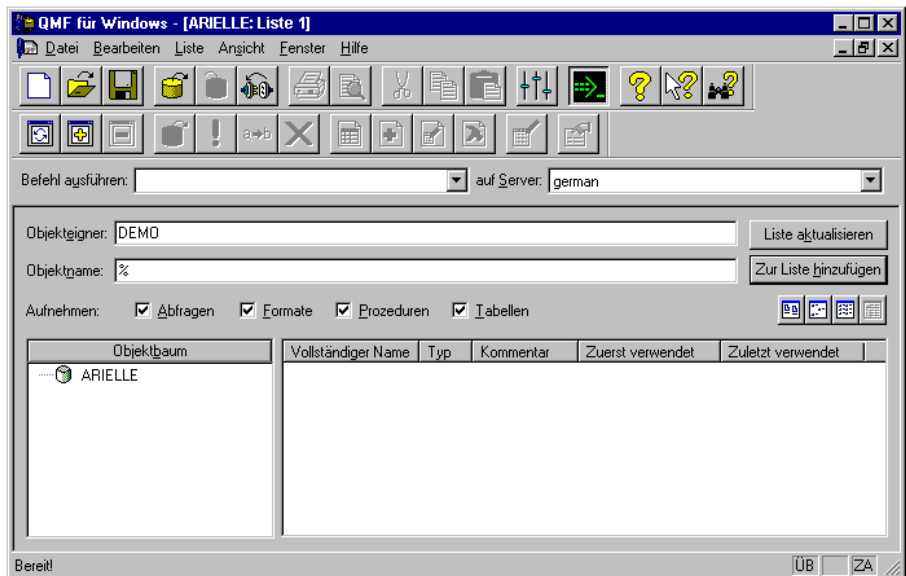 QMF für Windows - [ARIELLE: Liste 1]
Datei Bearbeiten Liste Ansicht Fenster Hilfe
a b
Befehl ausführen: auf Server: german
Objekteigner: DEMO Liste aktualisieren
Objektname: % Zur Liste hinzufügen
Aufnehmen: Abfragen Formate Prozeduren Tabellen
Objektbaum Vollständiger Name Typ Kommentar Zuerst verwendet Zuletzt verwendet
ARIELLE
Bereit! ÜB ZA